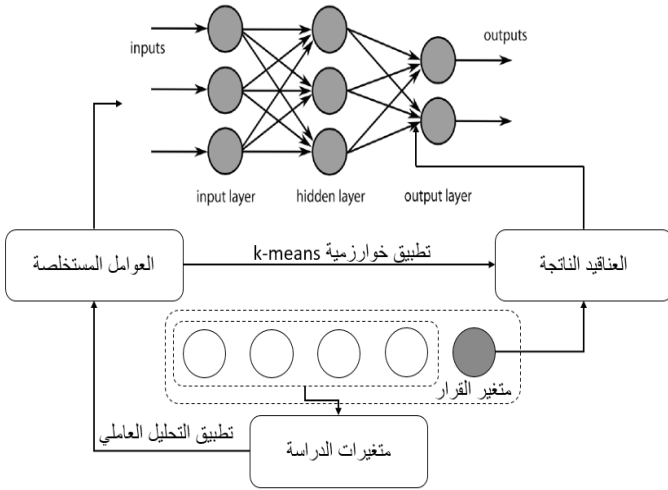 inputs
outputs
input layer
hidden layer
output layer
العوامل المستخلصة
تطبيق خوارزمية k-means
العناقيد الناتجة
متغير القرار
تطبيق التحليل العاملي
متغيرات الدراسة